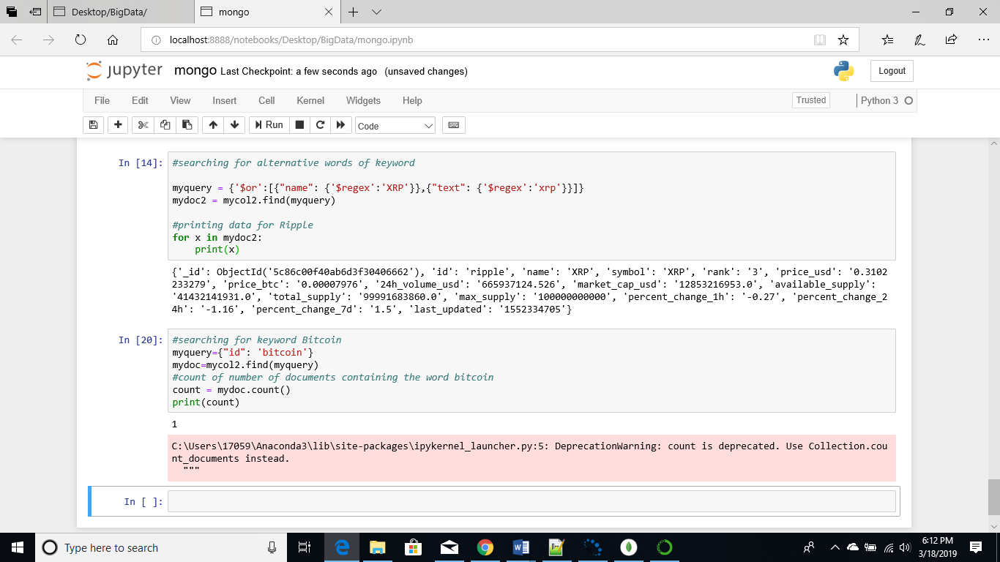 Desktop/BigData/
mongo
localhost:8888/notebooks/Desktop/BigData/mongo.ipynb
jupyter mongo Last Checkpoint: a few seconds ago (unsaved changes)
Logout
File Edit View Insert Cell Kernel Widgets Help
Trusted
Python 3
Run
Code
In [14]:
#searching for alternative words of keyword
myquery = {'$or':[{"name": {'$regex':'XRP'}},{"text": {'$regex':'xrp'}}]}
mydoc2 = mycol2.find(myquery)
#printing data for Ripple
for x in mydoc2:
    print(x)
{'_id': ObjectId('5c86c00f40ab6d3f30406662'), 'id': 'ripple', 'name': 'XRP', 'symbol': 'XRP', 'rank': '3', 'price_usd': '0.3102
233279', 'price_btc': '0.00007976', '24h_volume_usd': '665937124.526', 'market_cap_usd': '12853216953.0', 'available_supply':
'41432141931.0', 'total_supply': '99991683860.0', 'max_supply': '100000000000', 'percent_change_1h': '-0.27', 'percent_change_2
4h': '-1.16', 'percent_change_7d': '1.5', 'last_updated': '1552334705'}
In [20]:
#searching for keyword Bitcoin
myquery={"id": 'bitcoin'}
mydoc=mycol2.find(myquery)
#count of number of documents containing the word bitcoin
count = mydoc.count()
print(count)
1
C:\Users\17059\Anaconda3\lib\site-packages\ipykernel_launcher.py:5: DeprecationWarning: count is deprecated. Use Collection.cou
nt_documents instead.
  """
In [ ]:
Type here to search
6:12 PM
3/18/2019